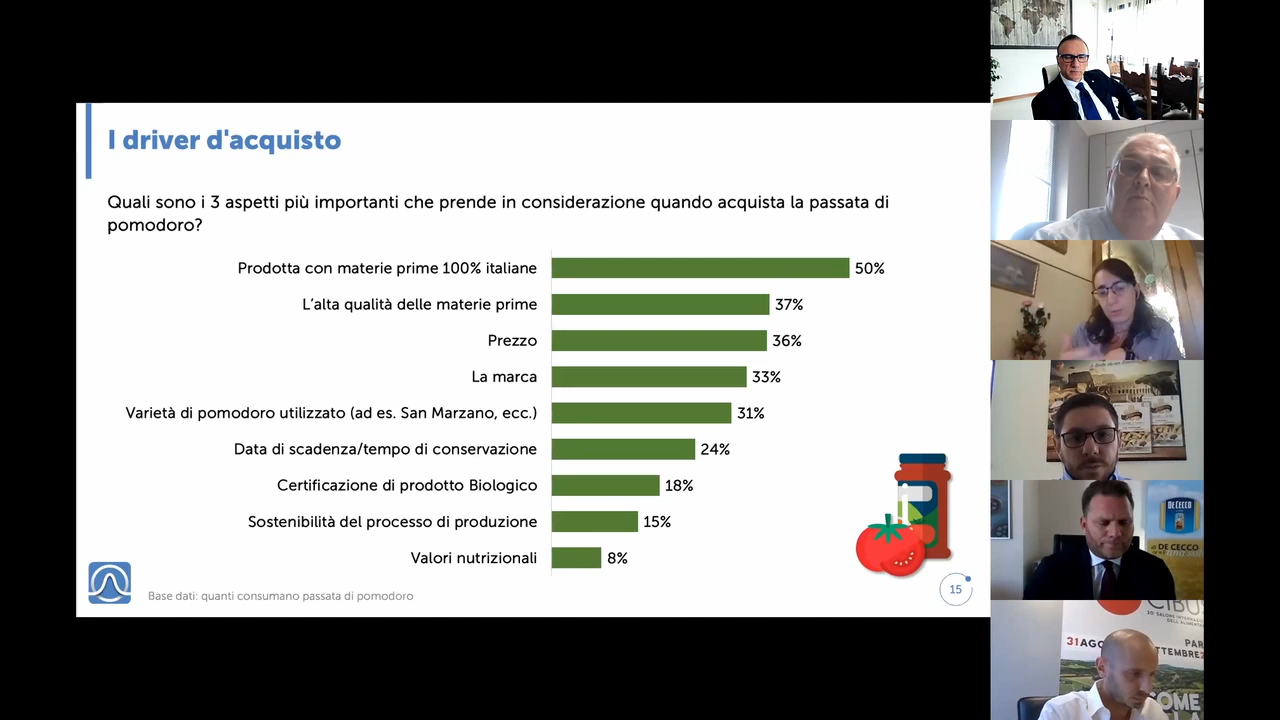 I driver d'acquisto
Quali sono i 3 aspetti più importanti che prende in considerazione quando acquista la passata di
pomodoro?
Prodotta con materie prime 100% italiane 50%
L'alta qualità delle materie prime 37%
Prezzo 36%
La marca 33%
Varietà di pomodoro utilizzato (ad es. San Marzano, ecc.) 31%
Data di scadenza/tempo di conservazione 24%
Certificazione di prodotto Biologico 18%
Sostenibilità del processo di produzione 15%
Valori nutrizionali 8%
Base dati: quanti consumano passata di pomodoro
15
DE CECCO
DE CECCO
CIBUS
31AGO
PAR